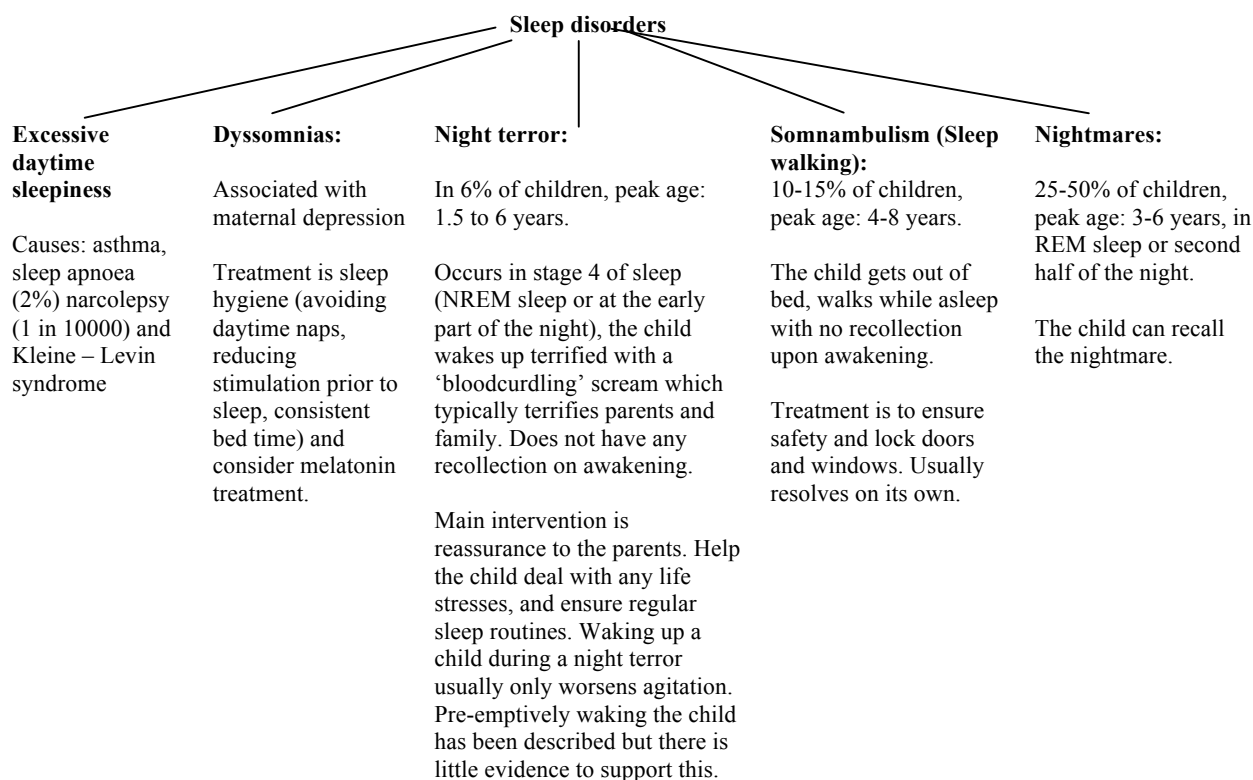 Sleep disorders
Excessive
daytime
sleepiness
Causes: asthma,
sleep apnoea
(2%) narcolepsy
(1 in 10000) and
Kleine – Levin
syndrome
Dyssomnias:
Associated with
maternal depression
Treatment is sleep
hygiene (avoiding
daytime naps,
reducing
stimulation prior to
sleep, consistent
bed time) and
consider melatonin
treatment.
Night terror:
In 6% of children, peak age:
1.5 to 6 years.
Occurs in stage 4 of sleep
(NREM sleep or at the early
part of the night), the child
wakes up terrified with a
‘bloodcurdling’ scream which
typically terrifies parents and
family. Does not have any
recollection on awakening.
Main intervention is
reassurance to the parents. Help
the child deal with any life
stresses, and ensure regular
sleep routines. Waking up a
child during a night terror
usually only worsens agitation.
Pre-emptively waking the child
has been described but there is
little evidence to support this.
Somnambulism (Sleep
walking):
10-15% of children,
peak age: 4-8 years.
The child gets out of
bed, walks while asleep
with no recollection
upon awakening.
Treatment is to ensure
safety and lock doors
and windows. Usually
resolves on its own.
Nightmares:
25-50% of children,
peak age: 3-6 years, in
REM sleep or second
half of the night.
The child can recall
the nightmare.